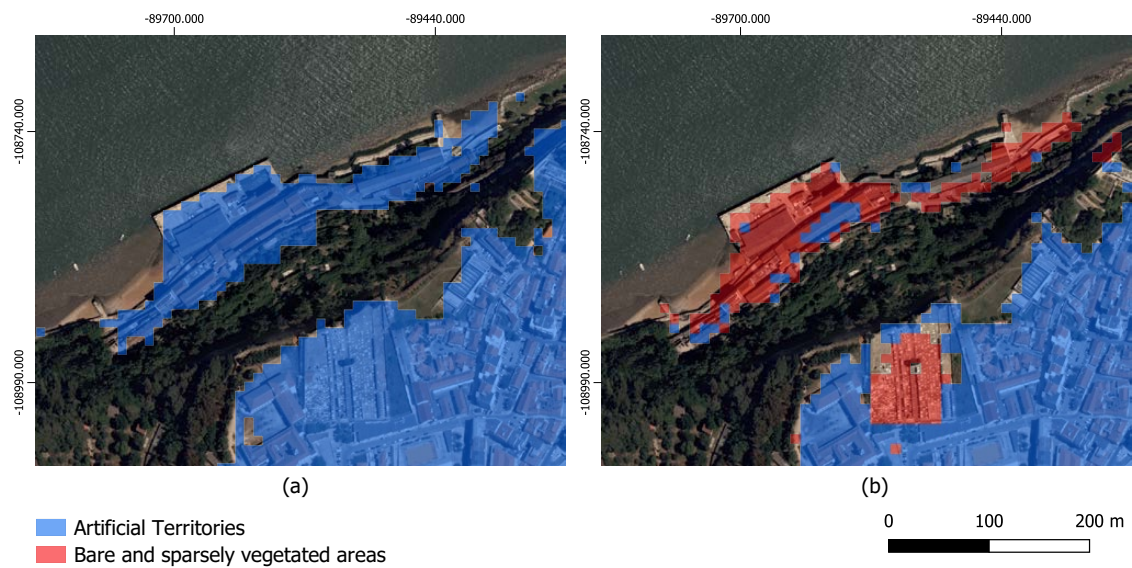 -89700.000 -89440.000 -89700.000 -89440.000
-108740.000 -108740.000
-108990.000 -108990.000
(a) (b)
Artificial Territories
Bare and sparsely vegetated areas
0 100 200 m